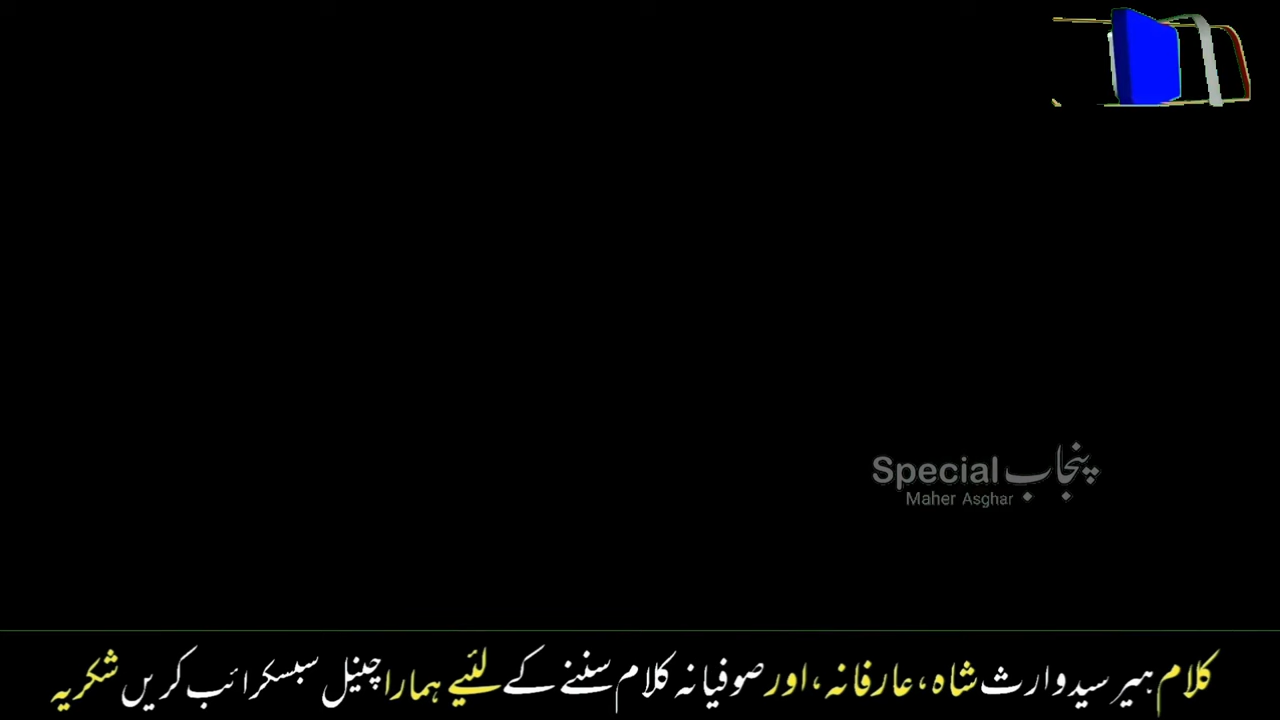 Special پنجاب
Maher Asghar
کلام ہیر سید وارث شاہ، عارفانہ، اور صوفیانہ کلام سننے کے لئیے ہمارا چینل سبسکرائب کریں شکریہ